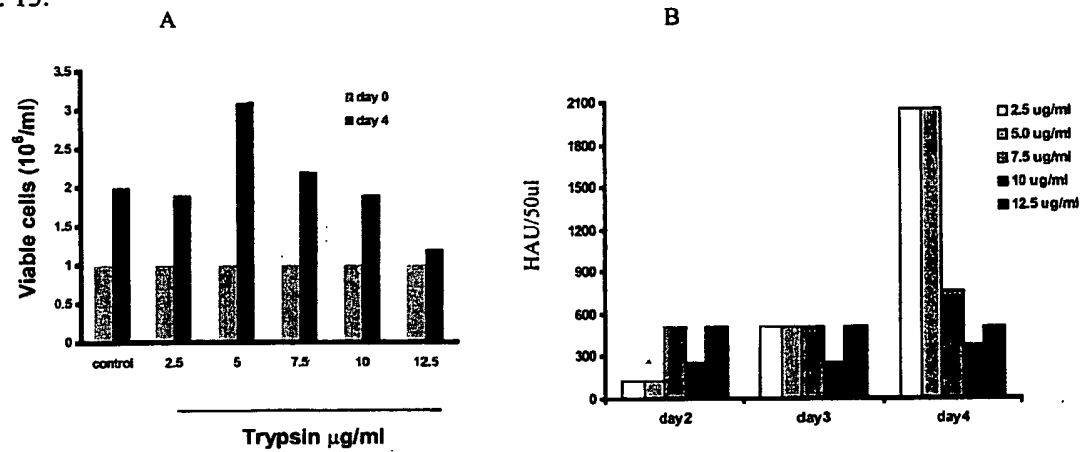 15.
A
B
Viable cells (10⁶/ml)
3.5
3
2.5
2
1.5
1
0.5
0
day 0
day 4
control
2.5
5
7.5
10
12.5
Trypsin µg/ml
HAU/50ul
2100
1800
1500
1200
900
600
300
0
2.5 ug/ml
5.0 ug/ml
7.5 ug/ml
10 ug/ml
12.5 ug/ml
day2
day3
day4